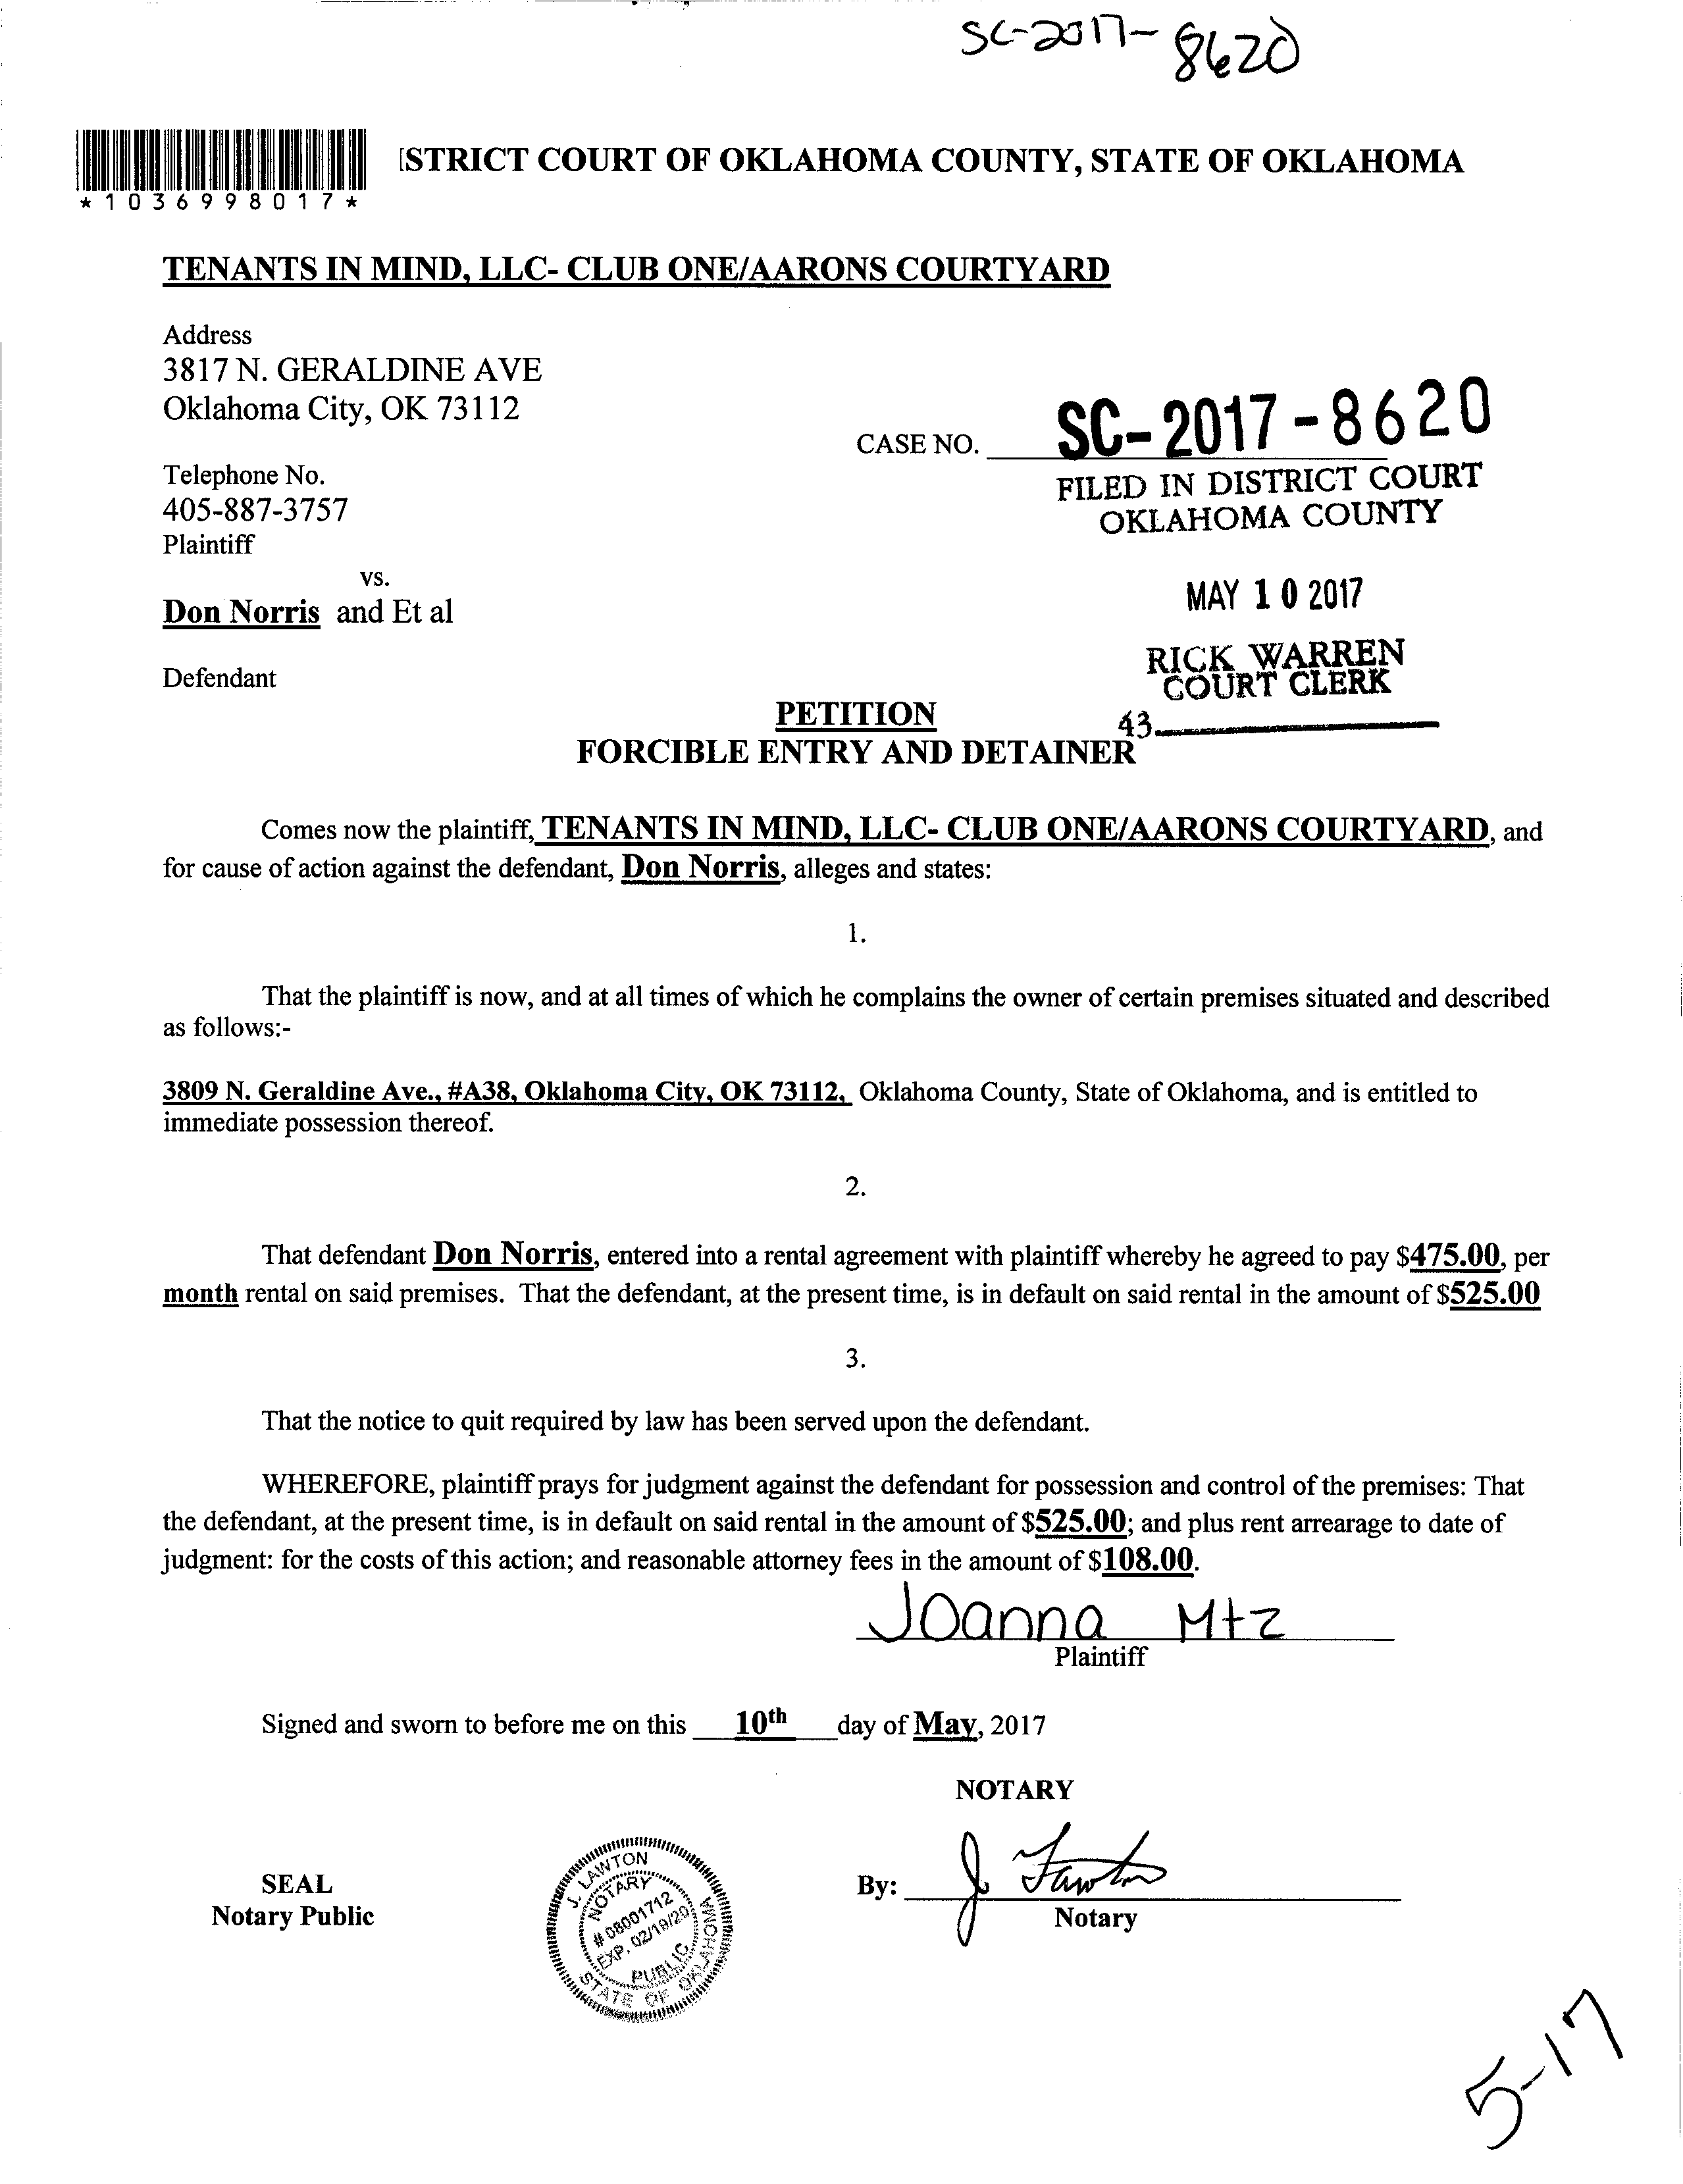 SC-2017-8620
ISTRICT COURT OF OKLAHOMA COUNTY, STATE OF OKLAHOMA
*1036998017*
TENANTS IN MIND, LLC- CLUB ONE/AARONS COURTYARD
Address
3817 N. GERALDINE AVE
Oklahoma City, OK 73112
CASE NO. SC-2017-8620
FILED IN DISTRICT COURT
OKLAHOMA COUNTY
Telephone No.
405-887-3757
Plaintiff
vs.
MAY 10 2017
Don Norris and Et al
RICK WARREN
COURT CLERK
Defendant
43
PETITION
FORCIBLE ENTRY AND DETAINER
Comes now the plaintiff, TENANTS IN MIND, LLC- CLUB ONE/AARONS COURTYARD, and
for cause of action against the defendant, Don Norris, alleges and states:
1.
That the plaintiff is now, and at all times of which he complains the owner of certain premises situated and described
as follows:-
3809 N. Geraldine Ave., #A38, Oklahoma City, OK 73112, Oklahoma County, State of Oklahoma, and is entitled to
immediate possession thereof.
2.
That defendant Don Norris, entered into a rental agreement with plaintiff whereby he agreed to pay $475.00, per
month rental on said premises. That the defendant, at the present time, is in default on said rental in the amount of $525.00
3.
That the notice to quit required by law has been served upon the defendant.
WHEREFORE, plaintiff prays for judgment against the defendant for possession and control of the premises: That
the defendant, at the present time, is in default on said rental in the amount of $525.00; and plus rent arrearage to date of
judgment: for the costs of this action; and reasonable attorney fees in the amount of $108.00.
Joanna Mtz
Plaintiff
Signed and sworn to before me on this 10th day of May, 2017
NOTARY
SEAL
Notary Public
J. LAWTON
NOTARY
# 08001712
EXP. 02/19/20
PUBLIC
STATE OF OKLAHOMA
By: J Lawton
Notary
5-17